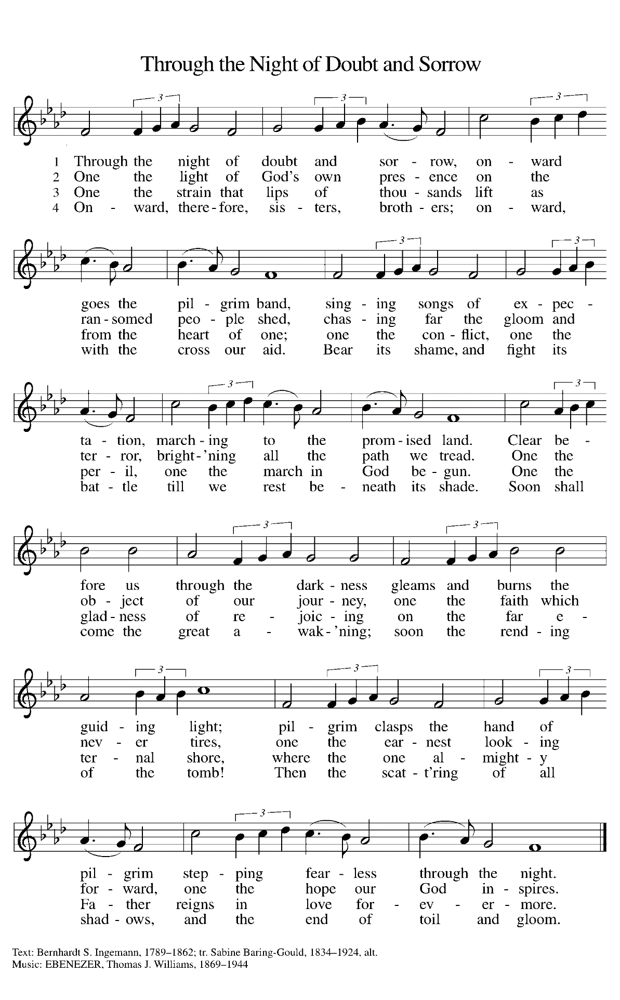 Through the Night of Doubt and Sorrow
3 3 3
1 Through the night of doubt and sor - row, on - ward
2 One the light of God's own pres - ence on the
3 One the strain that lips of thou - sands lift as
4 On - ward, there - fore, sis - ters, broth - ers; on - ward,
3 3
goes the pil - grim band, sing - ing songs of ex - pec -
ran - somed peo - ple shed, chas - ing far the gloom and
from the heart of one; one the con - flict, one the
with the cross our aid. Bear its shame, and fight its
3 3
ta - tion, march - ing to the prom - ised land. Clear be -
ter - ror, bright - 'ning all the path we tread. One the
per - il, one the march in God be - gun. One the
bat - tle till we rest be - neath its shade. Soon shall
3 3
fore us through the dark - ness gleams and burns the
ob - ject of our jour - ney, one the faith which
glad - ness of re - joic - ing on the far e -
come the great a - wak - 'ning; soon the rend - ing
3 3 3
guid - ing light; pil - grim clasps the hand of
nev - er tires, one the ear - nest look - ing
ter - nal shore, where the one al - might - y
of the tomb! Then the scat - t'ring of all
3
pil - grim step - ping fear - less through the night.
for - ward, one the hope our God in - spires.
Fa - ther reigns in love for - ev - er - more.
shad - ows, and the end of toil and gloom.
Text: Bernhardt S. Ingemann, 1789–1862; tr. Sabine Baring-Gould, 1834–1924, alt.
Music: EBENEZER, Thomas J. Williams, 1869–1944